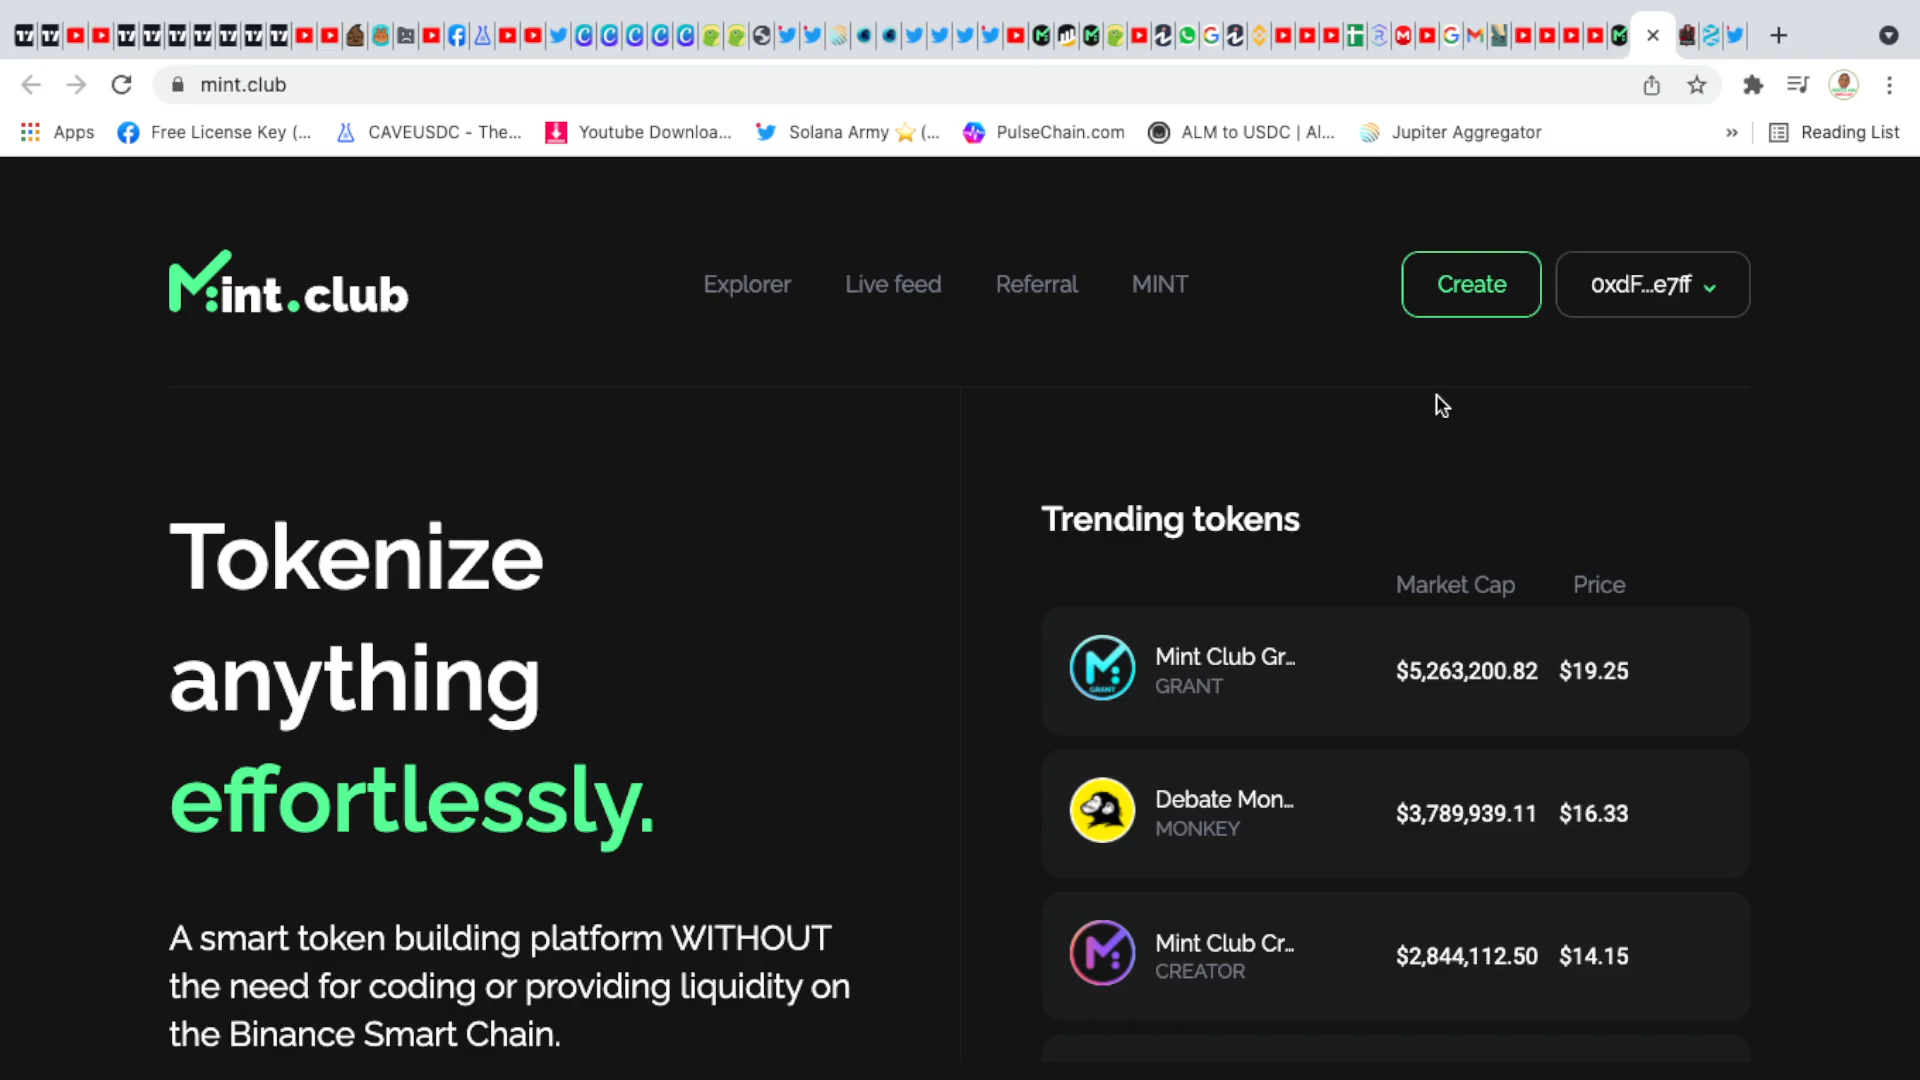 mint.club
Apps
Free License Key (...
CAVEUSDC - The...
Youtube Downloa...
Solana Army ⭐ (...
PulseChain.com
ALM to USDC | Al...
Jupiter Aggregator
»
Reading List
Mint.club
Explorer
Live feed
Referral
MINT
Create
0xdF...e7ff
Tokenize
anything
effortlessly.
A smart token building platform WITHOUT
the need for coding or providing liquidity on
the Binance Smart Chain.
Trending tokens
Market Cap Price
Mint Club Gr...
GRANT
$5,263,200.82 $19.25
Debate Mon...
MONKEY
$3,789,939.11 $16.33
Mint Club Cr...
CREATOR
$2,844,112.50 $14.15